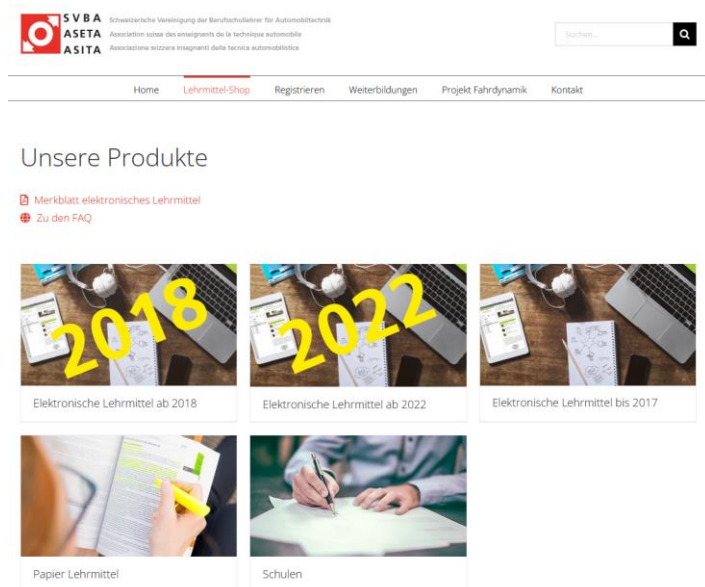 SVBA
ASETA
ASITA
Schweizerische Vereinigung der Berufsschullehrer für Automobiltechnik
Association suisse des enseignants de la technique automobile
Associazione svizzera insegnanti della tecnica automobilistica
Suchen...
Home Lehrmittel-Shop Registrieren Weiterbildungen Projekt Fahrdynamik Kontakt
Unsere Produkte
Merkblatt elektronisches Lehrmittel
Zu den FAQ
2018
2022
Elektronische Lehrmittel ab 2018
Elektronische Lehrmittel ab 2022
Elektronische Lehrmittel bis 2017
Papier Lehrmittel
Schulen